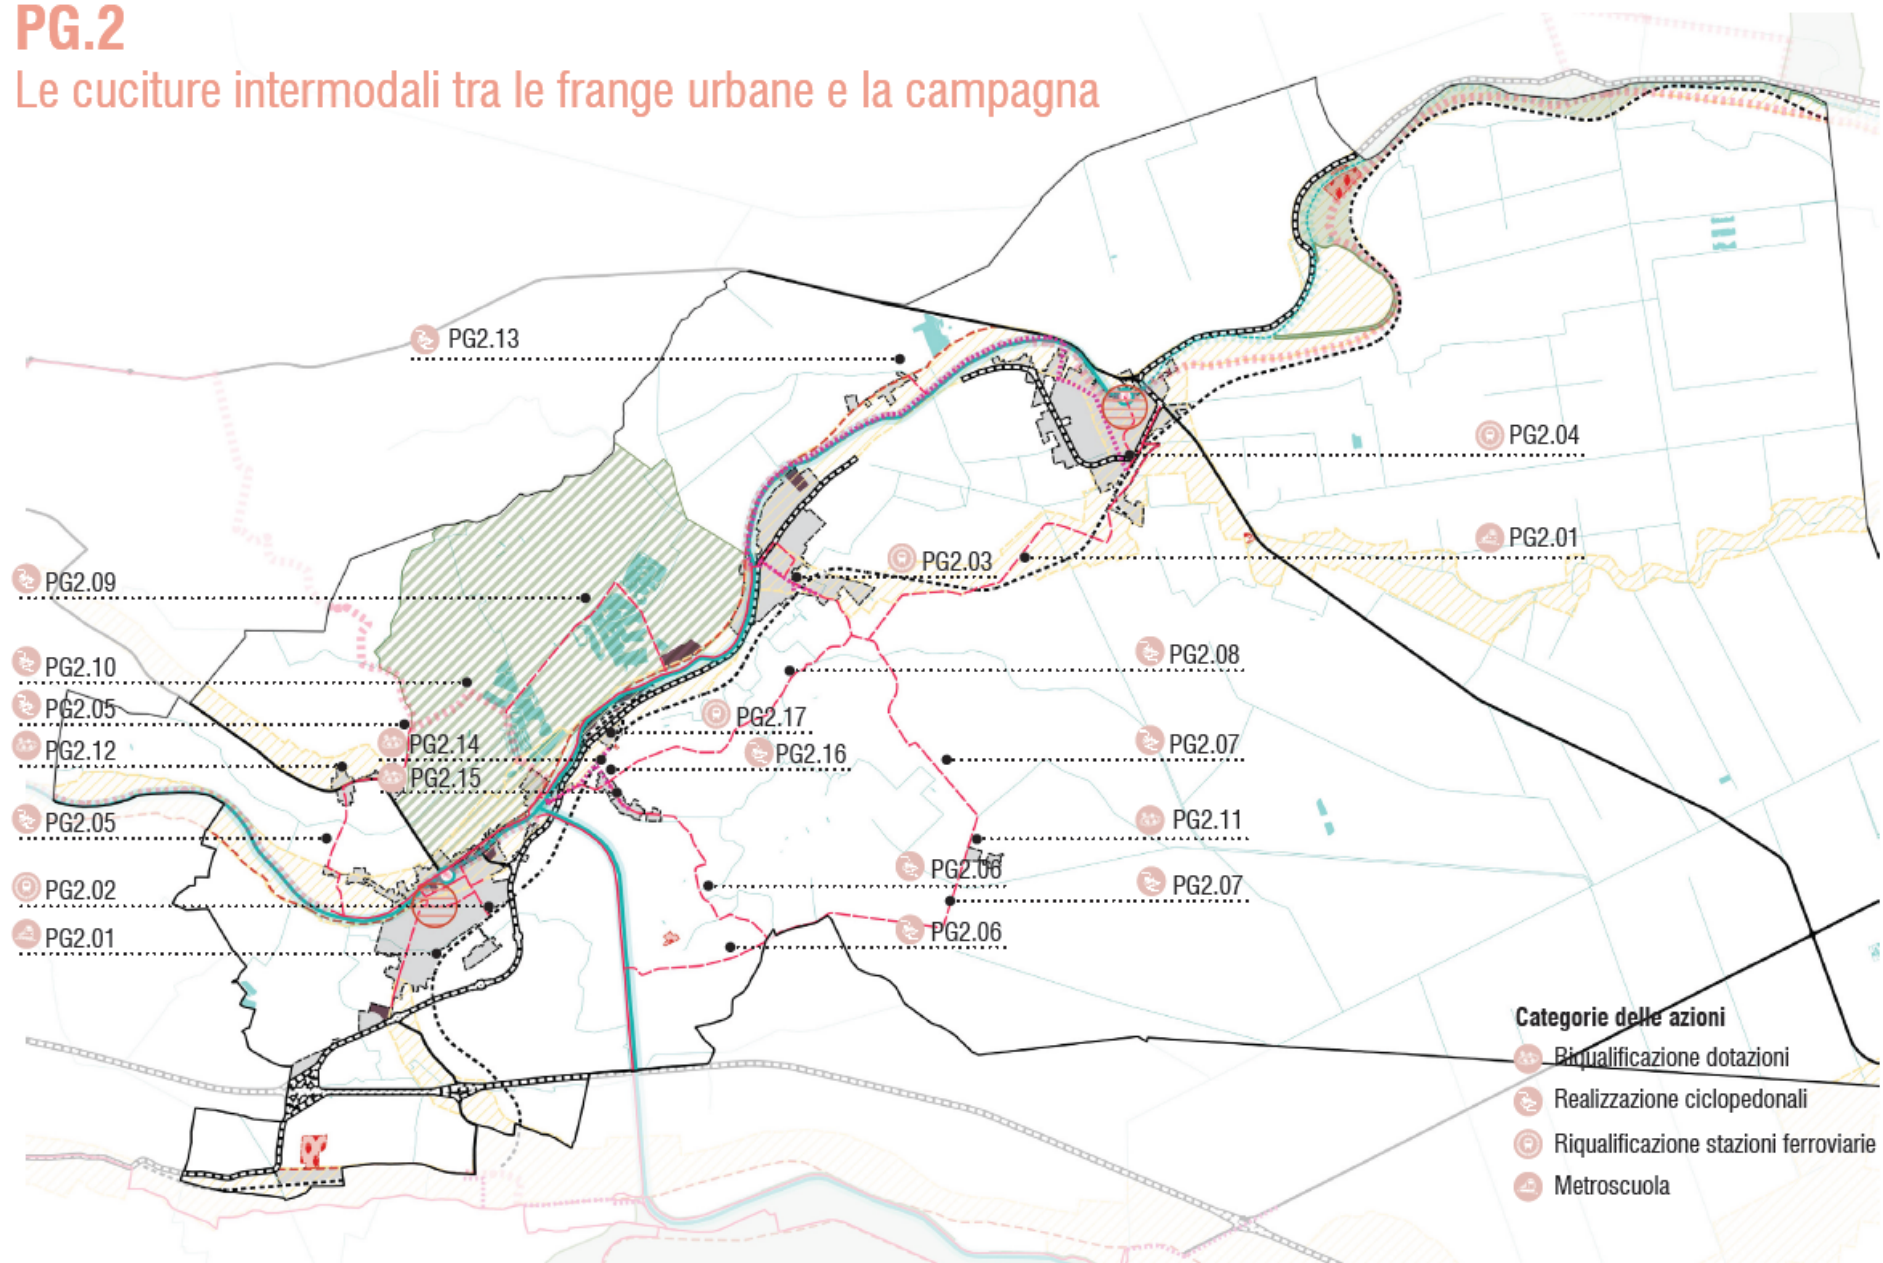 PG.2
Le cuciture intermodali tra le frange urbane e la campagna
PG2.13
PG2.04
PG2.01
PG2.03
PG2.09
PG2.08
PG2.10
PG2.05
PG2.17
PG2.14
PG2.07
PG2.12
PG2.16
PG2.15
PG2.05
PG2.11
PG2.06
PG2.02
PG2.07
PG2.01
PG2.06
Categorie delle azioni
Riqualificazione dotazioni
Realizzazione ciclopedonali
Riqualificazione stazioni ferroviarie
Metroscuola